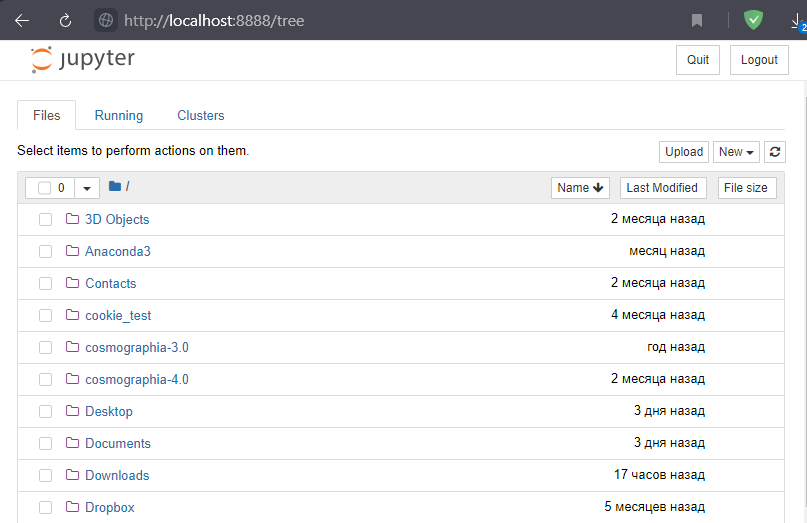 http://localhost:8888/tree
2
jupyter
Quit Logout
Files Running Clusters
Select items to perform actions on them.
Upload New
0 / Name Last Modified File size
3D Objects 2 месяца назад
Anaconda3 месяц назад
Contacts 2 месяца назад
cookie_test 4 месяца назад
cosmographia-3.0 год назад
cosmographia-4.0 2 месяца назад
Desktop 3 дня назад
Documents 3 дня назад
Downloads 17 часов назад
Dropbox 5 месяцев назад